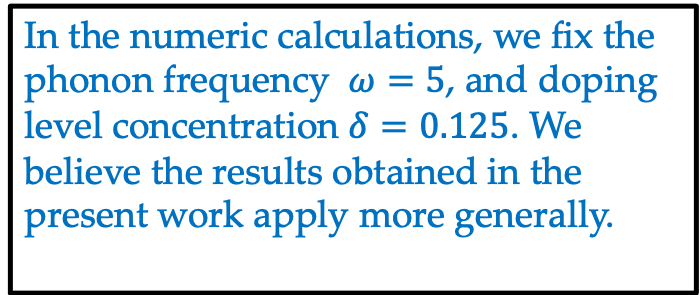 In the numeric calculations, we fix the
phonon frequency 𝜔 = 5, and doping
level concentration 𝛿 = 0.125. We
believe the results obtained in the
present work apply more generally.